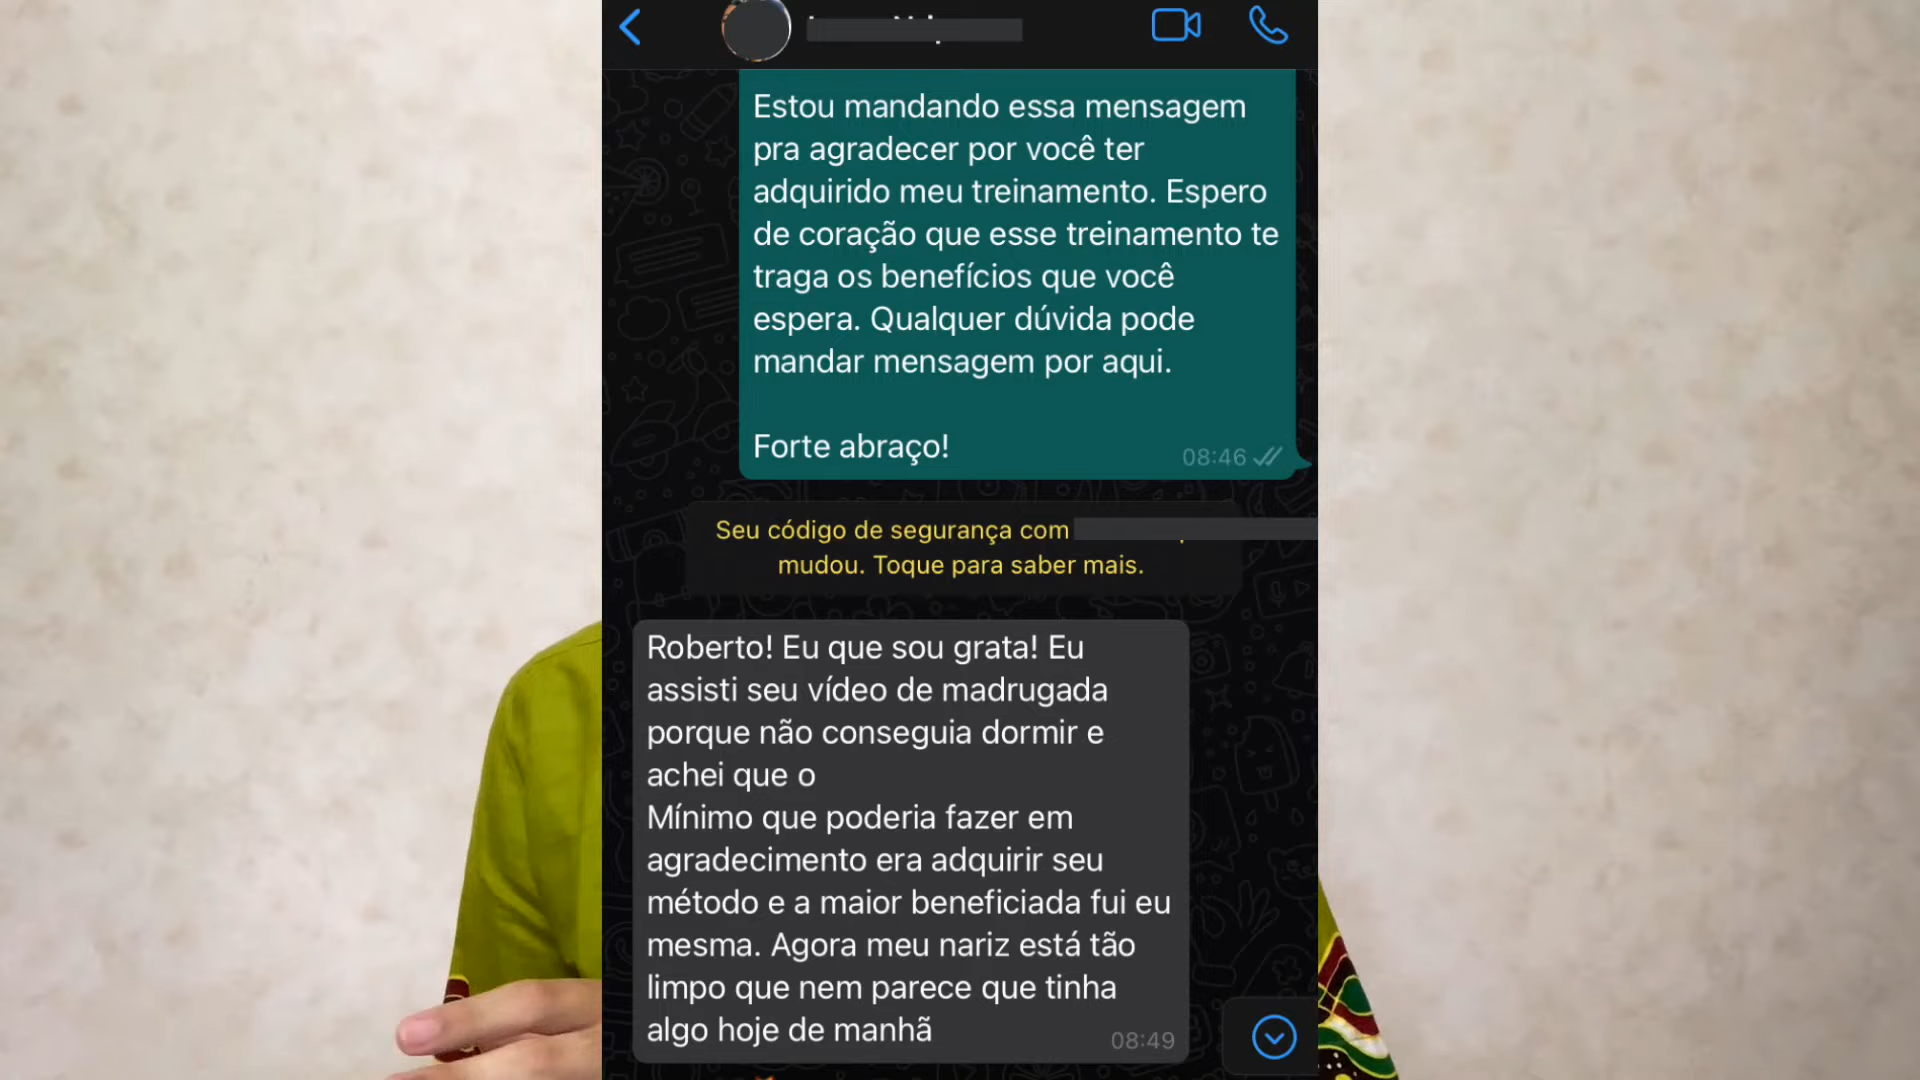 Estou mandando essa mensagem
pra agradecer por você ter
adquirido meu treinamento. Espero
de coração que esse treinamento te
traga os benefícios que você
espera. Qualquer dúvida pode
mandar mensagem por aqui.
Forte abraço!
08:46
Seu código de segurança com
mudou. Toque para saber mais.
Roberto! Eu que sou grata! Eu
assisti seu vídeo de madrugada
porque não conseguia dormir e
achei que o
Mínimo que poderia fazer em
agradecimento era adquirir seu
método e a maior beneficiada fui eu
mesma. Agora meu nariz está tão
limpo que nem parece que tinha
algo hoje de manhã
08:49